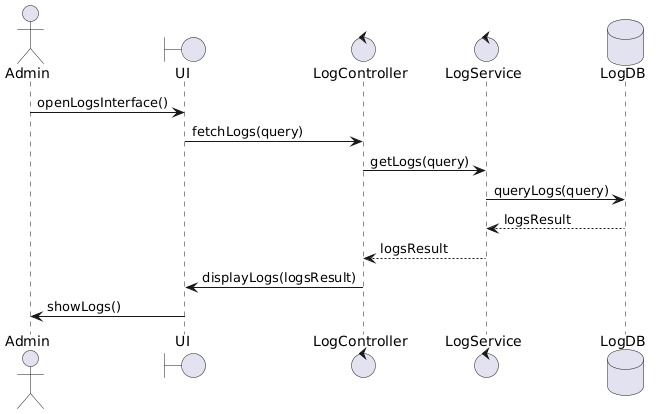 Admin
UI
LogController
LogService
LogDB
openLogsInterface()
fetchLogs(query)
getLogs(query)
queryLogs(query)
logsResult
logsResult
displayLogs(logsResult)
showLogs()
Admin
UI
LogController
LogService
LogDB